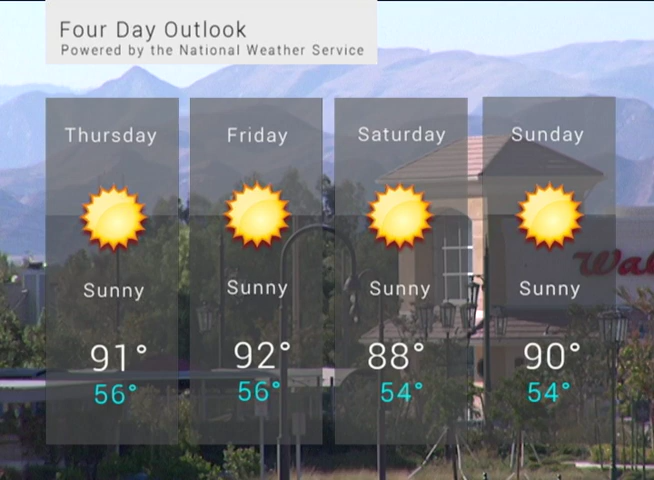 Four Day Outlook
Powered by the National Weather Service
Thursday
Friday
Saturday
Sunday
Sunny
Sunny
Sunny
Sunny
91°
92°
88°
90°
56°
56°
54°
54°